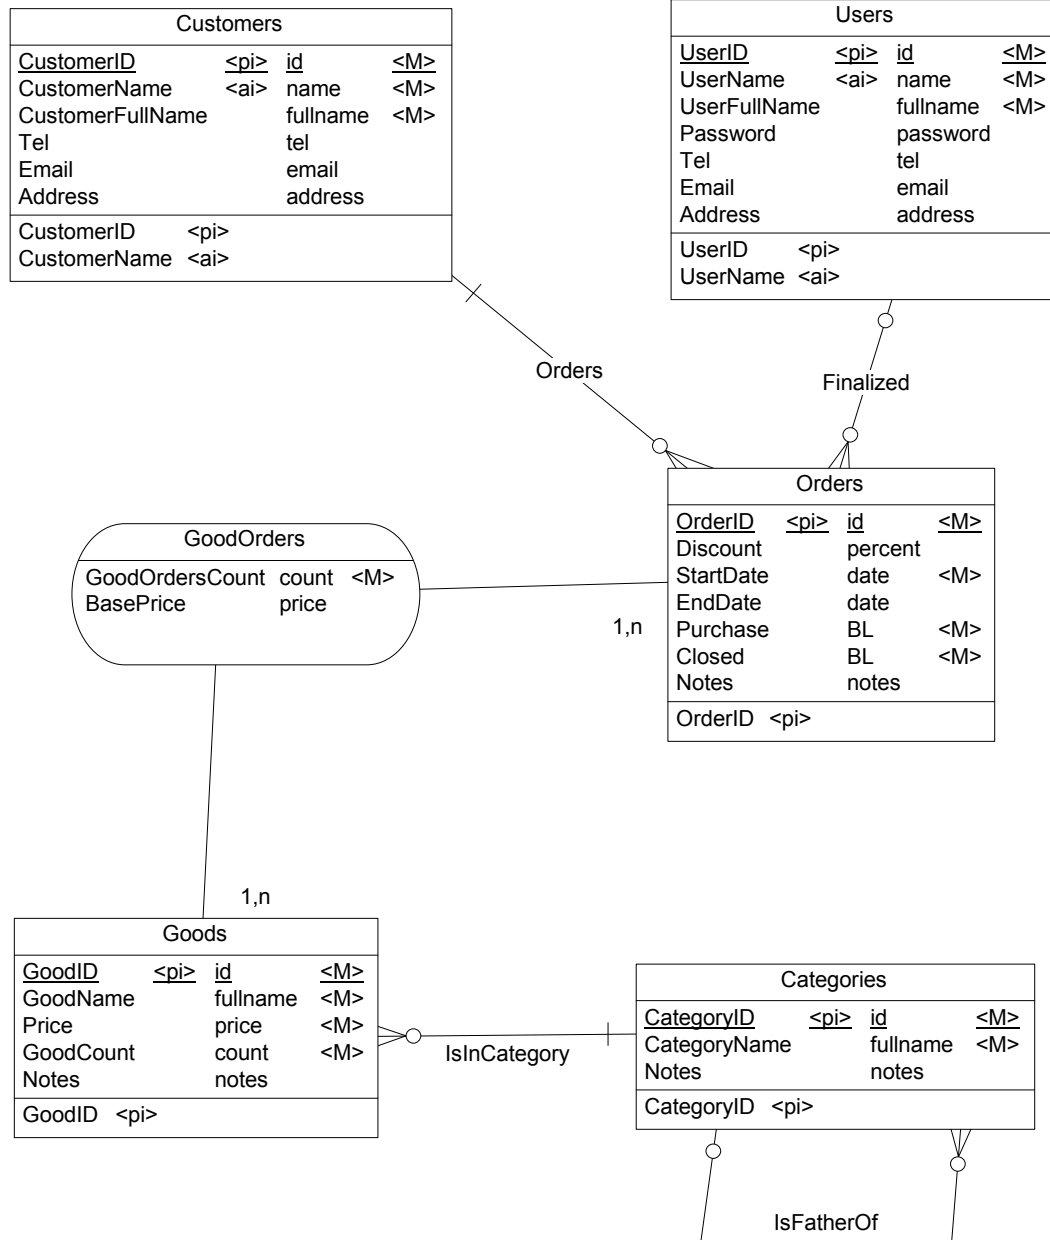 Customers
CustomerID <pi> id <M>
CustomerName <ai> name <M>
CustomerFullName fullname <M>
Tel tel
Email email
Address address
CustomerID <pi>
CustomerName <ai>
Users
UserID <pi> id <M>
UserName <ai> name <M>
UserFullName fullname <M>
Password password
Tel tel
Email email
Address address
UserID <pi>
UserName <ai>
Orders
Finalized
Orders
OrderID <pi> id <M>
Discount percent
StartDate date <M>
EndDate date
Purchase BL <M>
Closed BL <M>
Notes notes
OrderID <pi>
GoodOrders
GoodOrdersCount count <M>
BasePrice price
1,n
1,n
Goods
GoodID <pi> id <M>
GoodName fullname <M>
Price price <M>
GoodCount count <M>
Notes notes
GoodID <pi>
IsInCategory
Categories
CategoryID <pi> id <M>
CategoryName fullname <M>
Notes notes
CategoryID <pi>
IsFatherOf